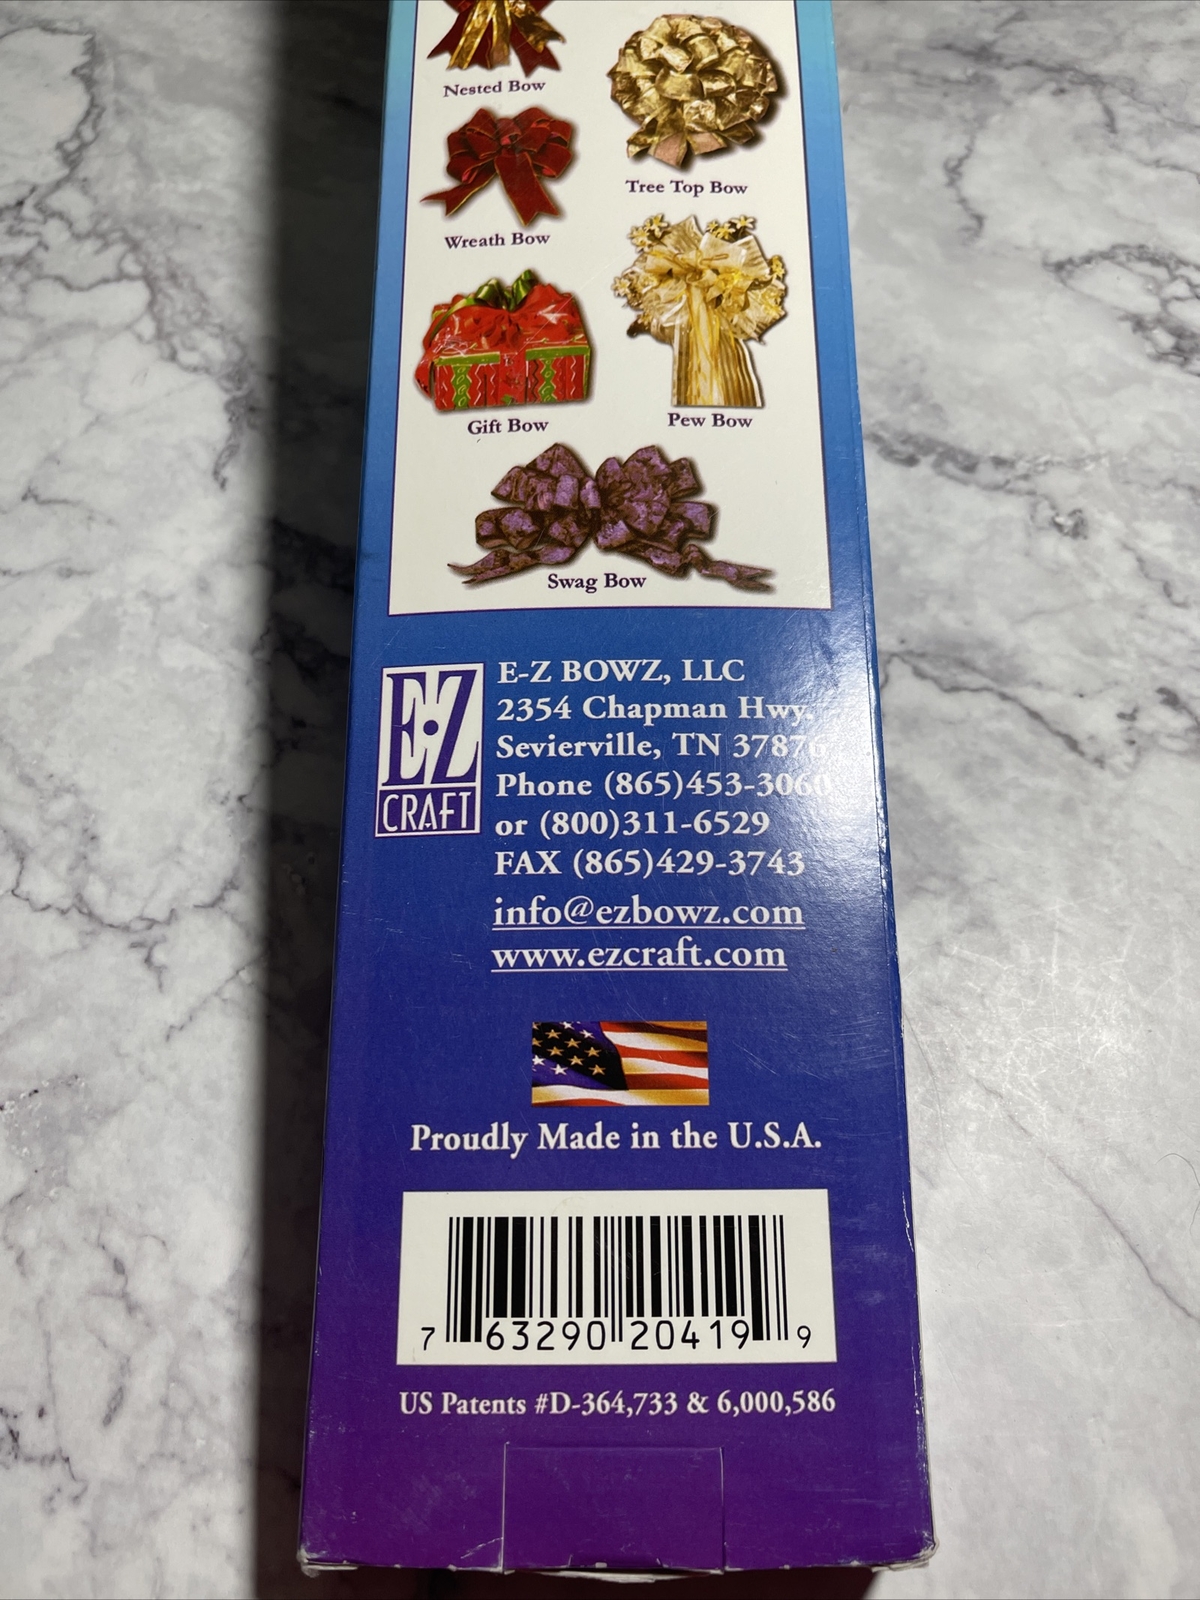 Nested Bow
Tree Top Bow
Wreath Bow
Gift Bow
Pew Bow
Swag Bow
E·Z
CRAFT
E-Z BOWZ, LLC
2354 Chapman Hwy.
Sevierville, TN 37876
Phone (865)453-3060
or (800)311-6529
FAX (865)429-3743
info@ezbowz.com
www.ezcraft.com
Proudly Made in the U.S.A.
7 63290 20419 9
US Patents #D-364,733 & 6,000,586